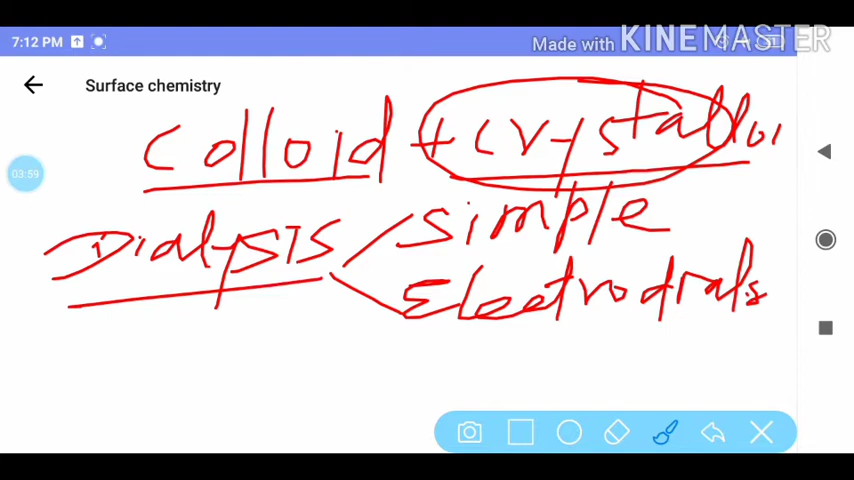 7:12 PM
Made with KINEMASTER
Surface chemistry
Colloid + Crystalloi
03:59
Dialysis simple
Electrodials